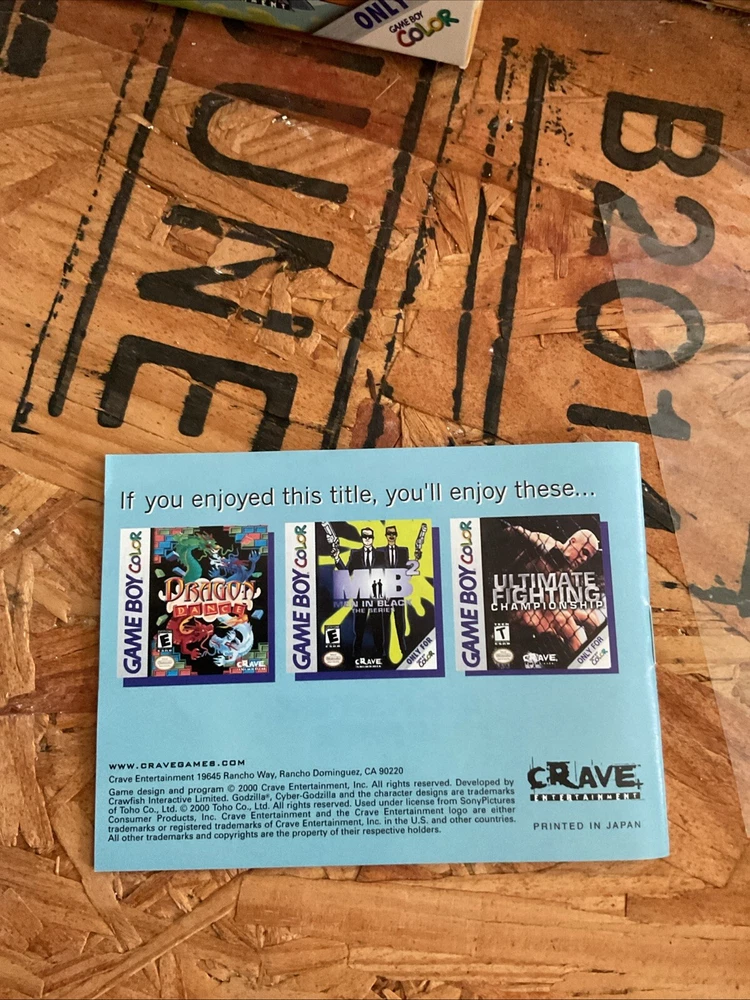 ENT
ONLY
GAME BOY
COLOR
UNE
B201
If you enjoyed this title, you'll enjoy these...
GAME BOY COLOR
DRAGON
DANCE
E
CRAVE
GAME BOY COLOR
MIB2
MEN IN BLACK
THE SERIES
E
CRAVE
ONLY FOR
GAME BOY COLOR
ULTIMATE
FIGHTING
CHAMPIONSHIP
T
CRAVE
ONLY FOR
WWW.CRAVEGAMES.COM
Crave Entertainment 19645 Rancho Way, Rancho Dominguez, CA 90220
Game design and program © 2000 Crave Entertainment, Inc. All rights reserved. Developed by
Crawfish Interactive Limited. Godzilla®, Cyber-Godzilla and the character designs are trademarks
of Toho Co., Ltd. © 2000 Toho Co., Ltd. All rights reserved. Used under license from SonyPictures
Consumer Products, Inc. Crave Entertainment and the Crave Entertainment logo are either
trademarks or registered trademarks of Crave Entertainment, Inc. in the U.S. and other countries.
All other trademarks and copyrights are the property of their respective holders.
CRAVE
ENTERTAINMENT
PRINTED IN JAPAN